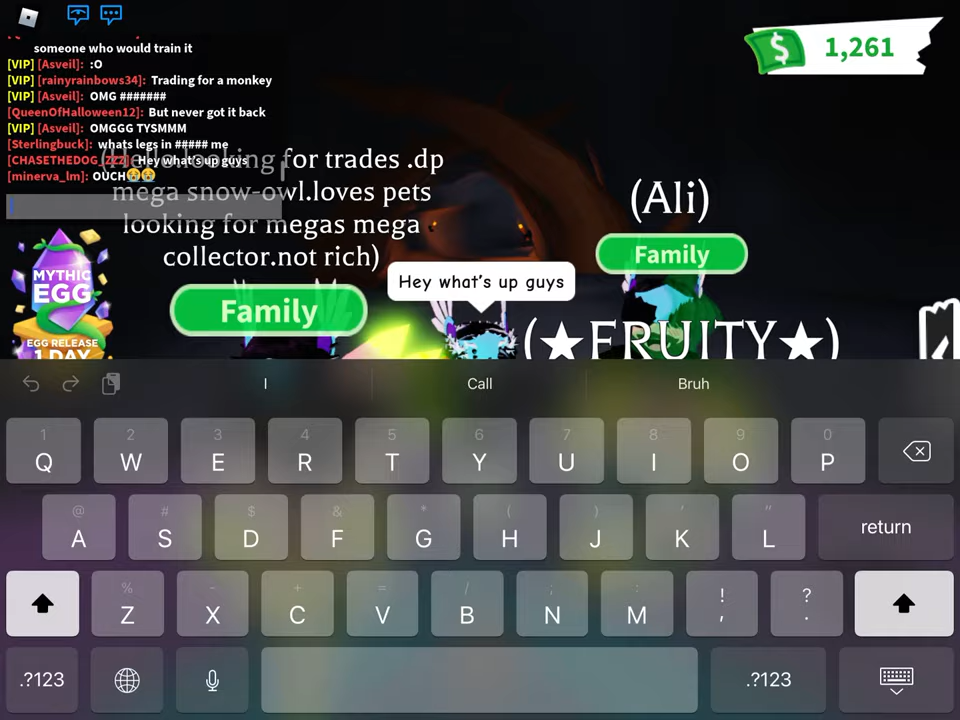 someone who would train it
[VIP] [Asveil]: :O
[VIP] [rainyrainbows34]: Trading for a monkey
[VIP] [Asveil]: OMG #######
[QueenOfHalloween12]: But never got it back
[VIP] [Asveil]: OMGGG TYSMMM
[Sterlingbuck]: whats legs in ##### me
[CHASETHEDOG_ZZZ]: Hey what's up guys
[minerva_lm]: OUCH😭😭
1,261
(Hello.looking for trades .dp
mega snow-owl.loves pets
looking for megas mega
collector.not rich)
Family
(Ali)
Family
Hey what's up guys
(★FRUITY★)
MYTHIC
EGG
EGG RELEASE
1 DAY
I Call Bruh
1 2 3 4 5 6 7 8 9 0
Q W E R T Y U I O P
@ # $ & * ( ) ' "
A S D F G H J K L return
% - + = / ; : ! ?
Z X C V B N M , .
.?123 .?123